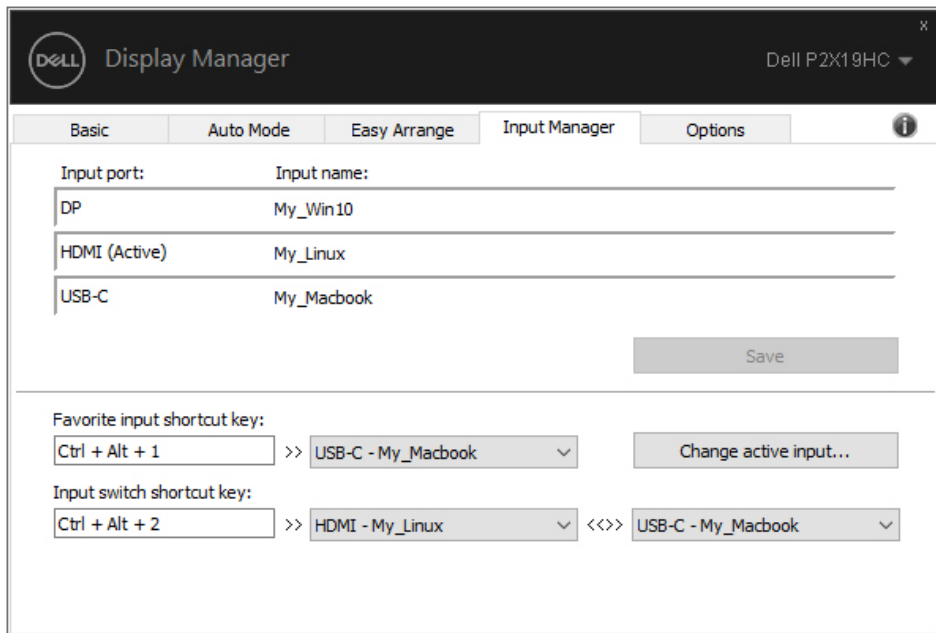 x
DELL Display Manager Dell P2X19HC
Basic Auto Mode Easy Arrange Input Manager Options i
Input port: Input name:
DP My_Win10
HDMI (Active) My_Linux
USB-C My_Macbook
Save
Favorite input shortcut key:
Ctrl + Alt + 1 >> USB-C - My_Macbook Change active input...
Input switch shortcut key:
Ctrl + Alt + 2 >> HDMI - My_Linux <<>> USB-C - My_Macbook